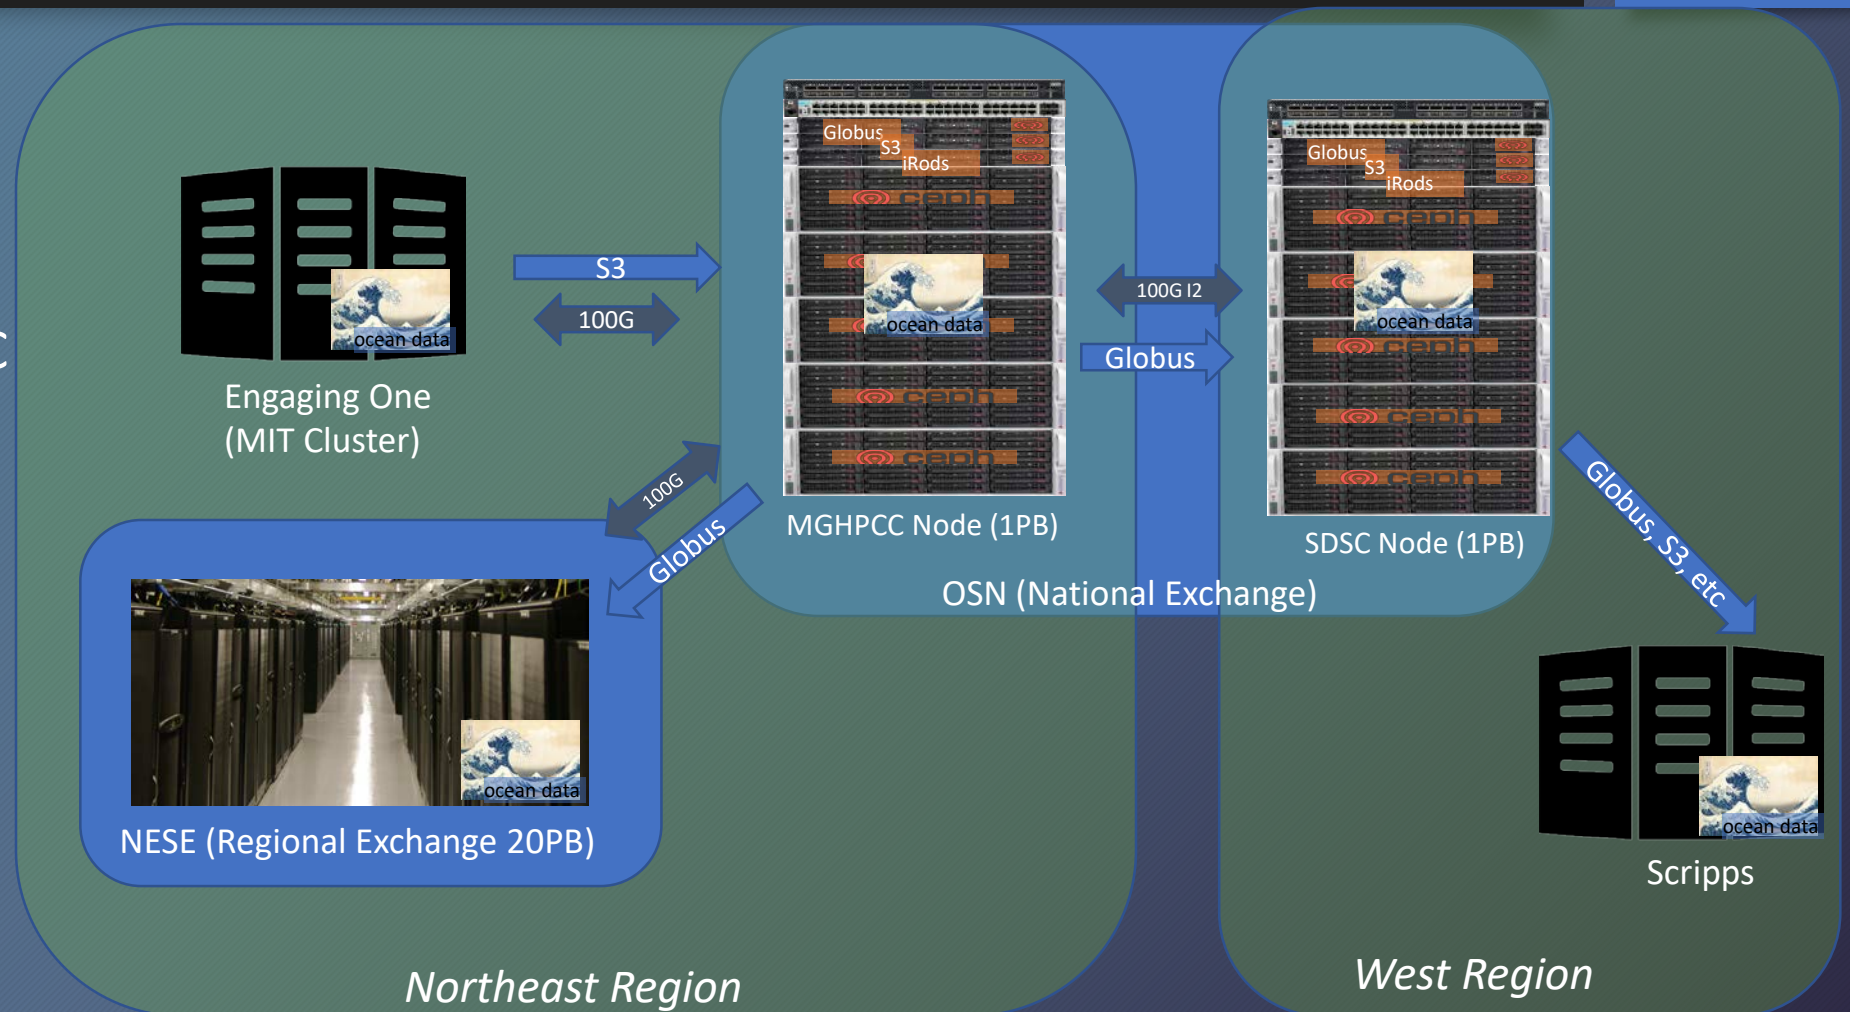 Globus
S3
iRods
ceph
ocean data
ceph
ceph
ceph
MGHPCC Node (1PB)
Globus
S3
iRods
ceph
ocean data
ceph
ceph
ceph
SDSC Node (1PB)
OSN (National Exchange)
S3
100G
100G I2
Globus
ocean data
Engaging One
(MIT Cluster)
100G
Globus
ocean data
NESE (Regional Exchange 20PB)
Globus, S3, etc
ocean data
Scripps
Northeast Region
West Region